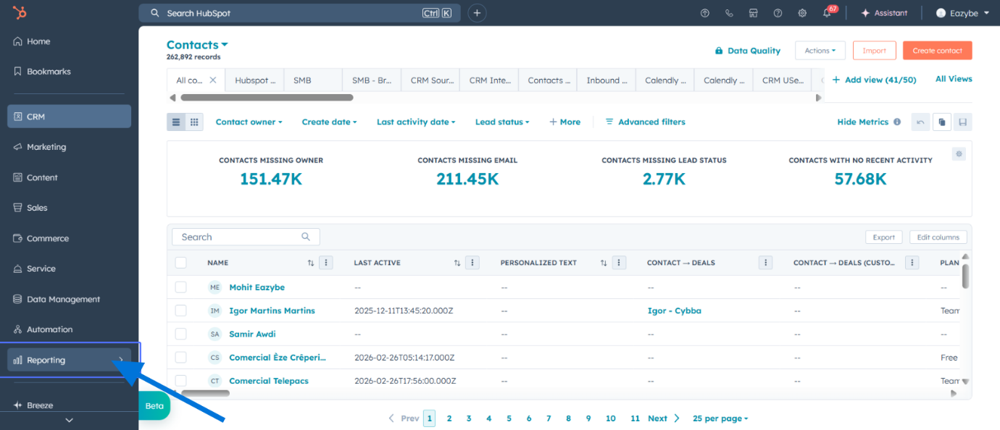 Search HubSpot Ctrl K
67
Assistant
Eazybe
Home
Bookmarks
CRM
Marketing
Content
Sales
Commerce
Service
Data Management
Automation
Reporting
Breeze
Beta
Contacts
262,892 records
Data Quality
Actions
Import
Create contact
All co... Hubspot ... SMB SMB - Br... CRM Sour... CRM Inte... Contacts ... Inbound ... Calendly ... Calendly ... CRM USe...
+ Add view (41/50)
All Views
Contact owner Create date Last activity date Lead status + More Advanced filters
Hide Metrics
CONTACTS MISSING OWNER
151.47K
CONTACTS MISSING EMAIL
211.45K
CONTACTS MISSING LEAD STATUS
2.77K
CONTACTS WITH NO RECENT ACTIVITY
57.68K
Search
Export
Edit columns
NAME LAST ACTIVE PERSONALIZED TEXT CONTACT → DEALS CONTACT → DEALS (CUSTO... PLAN
ME Mohit Eazybe -- -- -- -- --
IM Igor Martins Martins 2025-12-11T13:45:20.000Z -- Igor - Cybba -- Team
SA Samir Awdi -- -- -- -- --
CS Comercial Èze Crêperi... 2026-02-26T05:14:17.000Z -- -- -- Free
CT Comercial Telepacs 2026-02-26T17:56:00.000Z -- -- -- Team
Prev 1 2 3 4 5 6 7 8 9 10 11 Next
25 per page